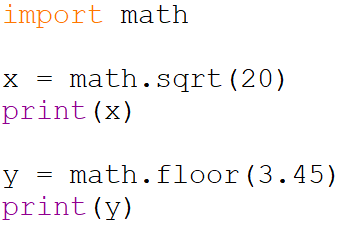 import math
x = math.sqrt(20)
print(x)
y = math.floor(3.45)
print(y)